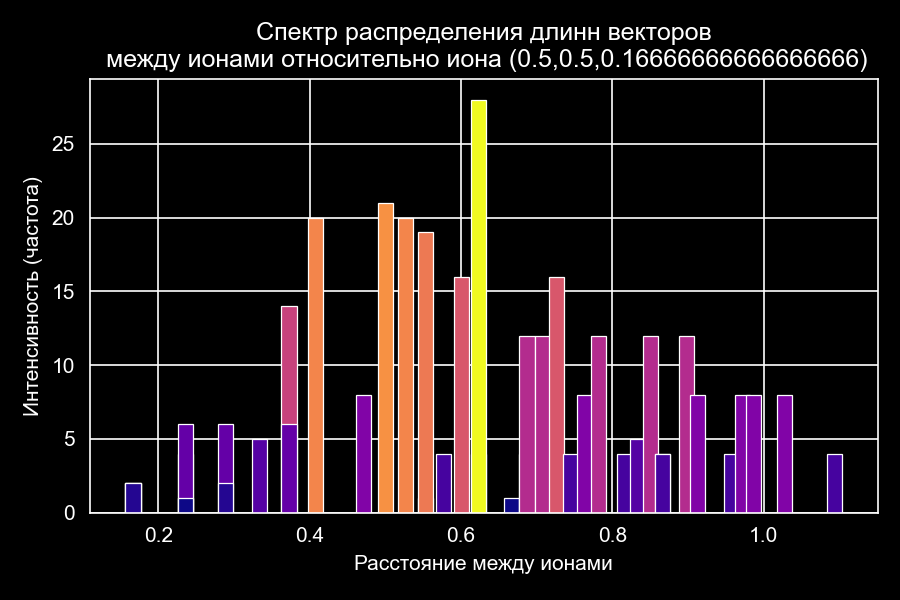 Спектр распределения длинн векторов
между ионами относительно иона (0.5,0.5,0.16666666666666666)
Интенсивность (частота)
25
20
15
10
5
0
0.2 0.4 0.6 0.8 1.0
Расстояние между ионами